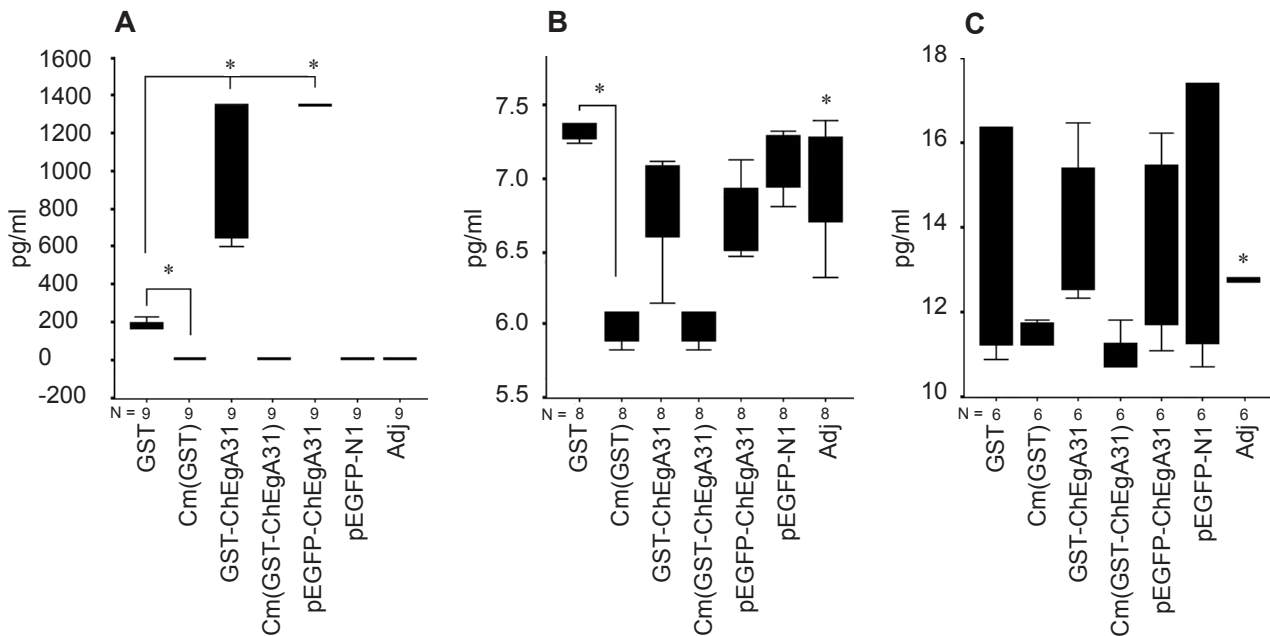 A
pg/ml
1600
1400
1200
1000
800
600
400
200
0
-200
*
*
*
N = 9 9 9 9 9 9 9
GST
Cm(GST)
GST-ChEgA31
Cm(GST-ChEgA31)
pEGFP-ChEgA31
pEGFP-N1
Adj
B
pg/ml
7.5
7.0
6.5
6.0
5.5
*
*
N = 8 8 8 8 8 8 8
GST
Cm(GST)
GST-ChEgA31
Cm(GST-ChEgA31)
pEGFP-ChEgA31
pEGFP-N1
Adj
C
pg/ml
18
16
14
12
10
*
N = 6 6 6 6 6 6 6
GST
Cm(GST)
GST-ChEgA31
Cm(GST-ChEgA31)
pEGFP-ChEgA31
pEGFP-N1
Adj